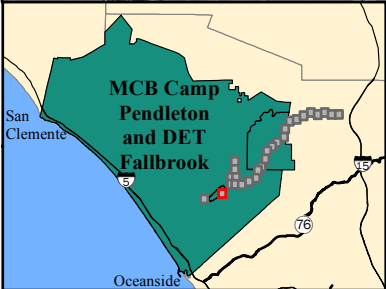 MCB Camp
Pendleton
and DET
Fallbrook
San
Clemente
5
15
76
Oceanside